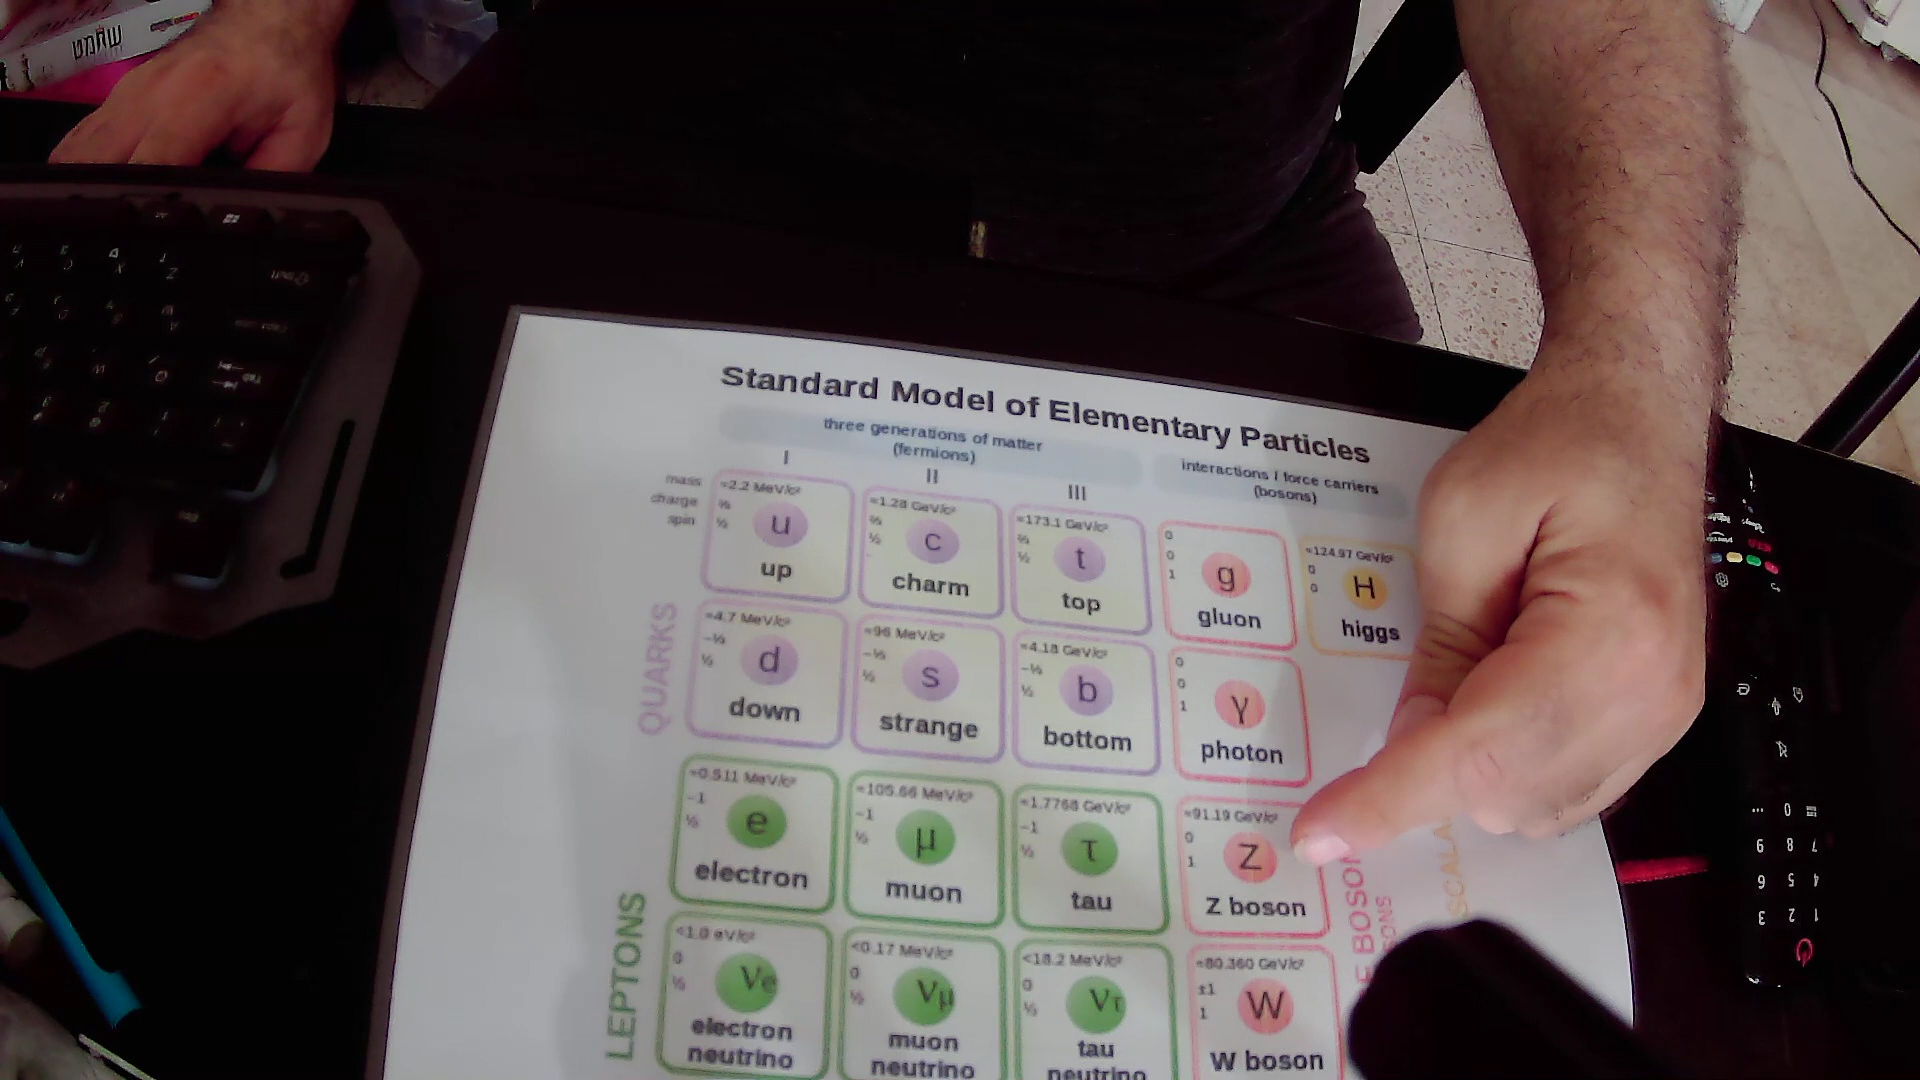 שחמט
Standard Model of Elementary Particles
three generations of matter
(fermions)
interactions / force carriers
(bosons)
I
II
III
mass
charge
spin
≈2.2 MeV/c²
⅔
½
u
up
≈1.28 GeV/c²
⅔
½
c
charm
≈173.1 GeV/c²
⅔
½
t
top
0
0
1
g
gluon
≈124.97 GeV/c²
0
0
H
higgs
QUARKS
≈4.7 MeV/c²
−⅓
½
d
down
≈96 MeV/c²
−⅓
½
s
strange
≈4.18 GeV/c²
−⅓
½
b
bottom
0
0
1
γ
photon
≈0.511 MeV/c²
−1
½
e
electron
≈105.66 MeV/c²
−1
½
μ
muon
≈1.7768 GeV/c²
−1
½
τ
tau
≈91.19 GeV/c²
0
1
Z
Z boson
LEPTONS
<1.0 eV/c²
0
½
νe
electron
neutrino
<0.17 MeV/c²
0
½
νμ
muon
neutrino
<18.2 MeV/c²
0
½
ντ
tau
neutrino
≈80.360 GeV/c²
±1
1
W
W boson